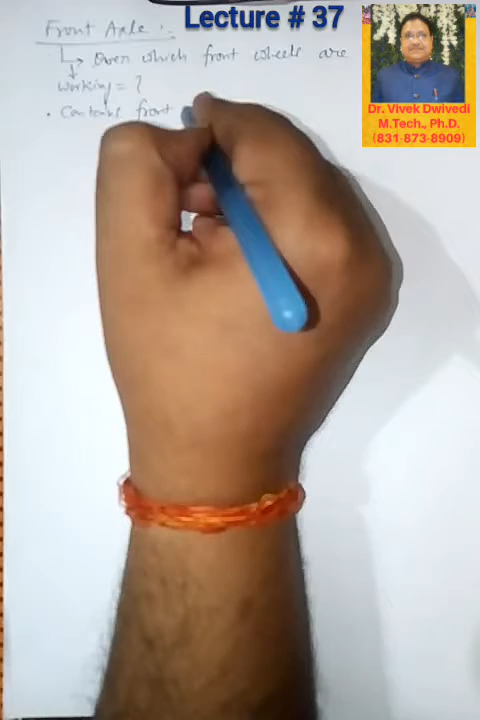 Lecture # 37
Front Axle :-
Over which front wheels are
Working = ?
• Contains front
Dr. Vivek Dwivedi
M.Tech., Ph.D.
(831-873-8909)